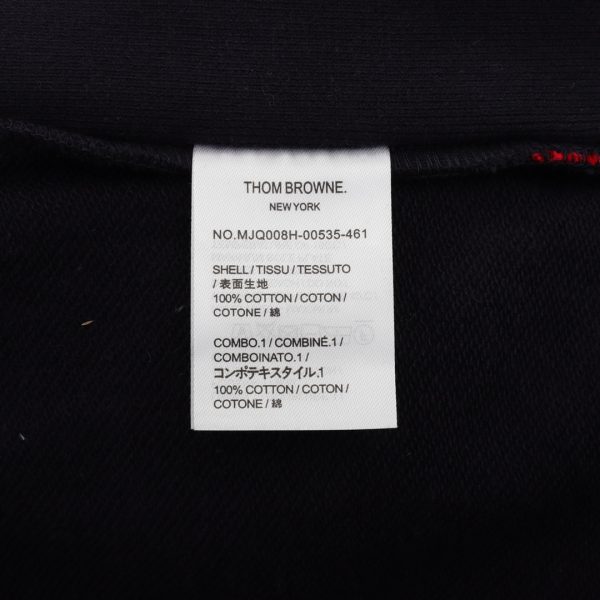 THOM BROWNE.
NEW YORK
NO.MJQ008H-00535-461
SHELL / TISSU / TESSUTO
/ 表面生地
100% COTTON / COTON /
COTONE / 綿
COMBO.1 / COMBINÉ.1 /
COMBOINATO.1 /
コンポテキスタイル.1
100% COTTON / COTON /
COTONE / 綿